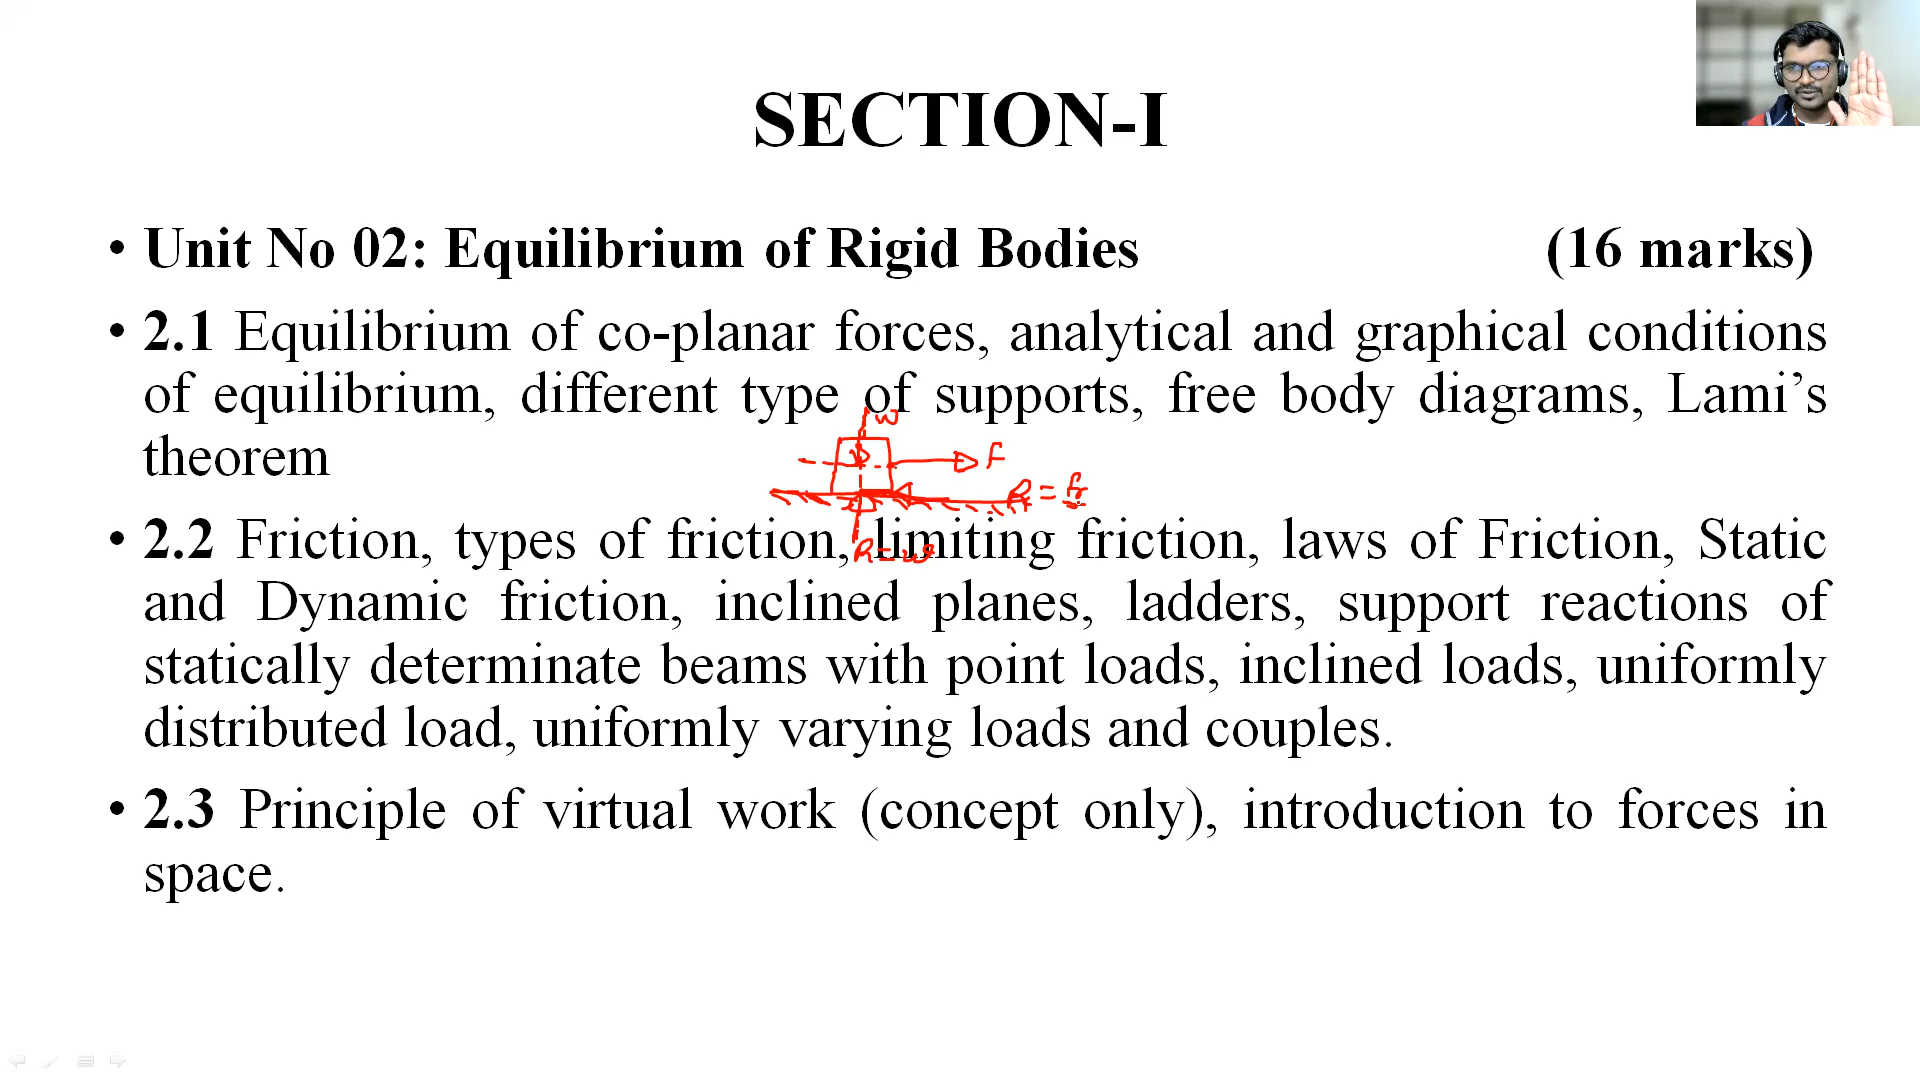 SECTION-I
• Unit No 02: Equilibrium of Rigid Bodies (16 marks)
• 2.1 Equilibrium of co-planar forces, analytical and graphical conditions
of equilibrium, different type of supports, free body diagrams, Lami’s
theorem
W
F
• 2.2 Friction, types of friction, limiting friction, laws of Friction, Static
R = W
and Dynamic friction, inclined planes, ladders, support reactions of
statically determinate beams with point loads, inclined loads, uniformly
distributed load, uniformly varying loads and couples.
• 2.3 Principle of virtual work (concept only), introduction to forces in
space.